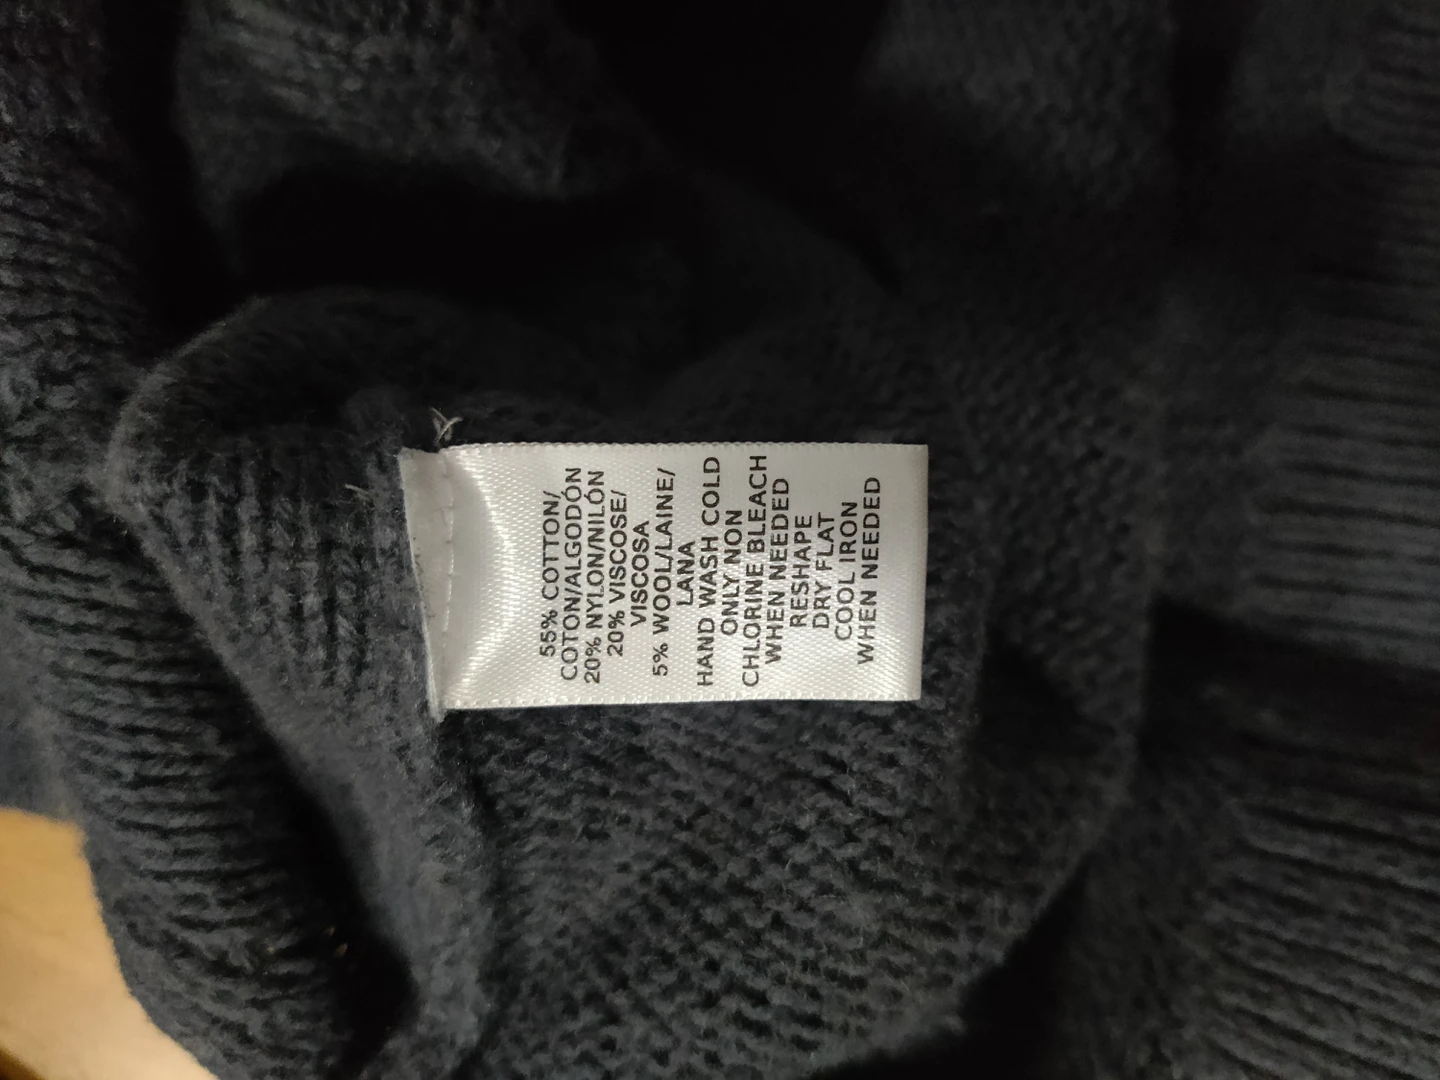 55% COTTON/
COTON/ALGODÓN
20% NYLON/NILÓN
20% VISCOSE/
VISCOSA
5% WOOL/LAINE/
LANA
HAND WASH COLD
ONLY NON
CHLORINE BLEACH
WHEN NEEDED
RESHAPE
DRY FLAT
COOL IRON
WHEN NEEDED